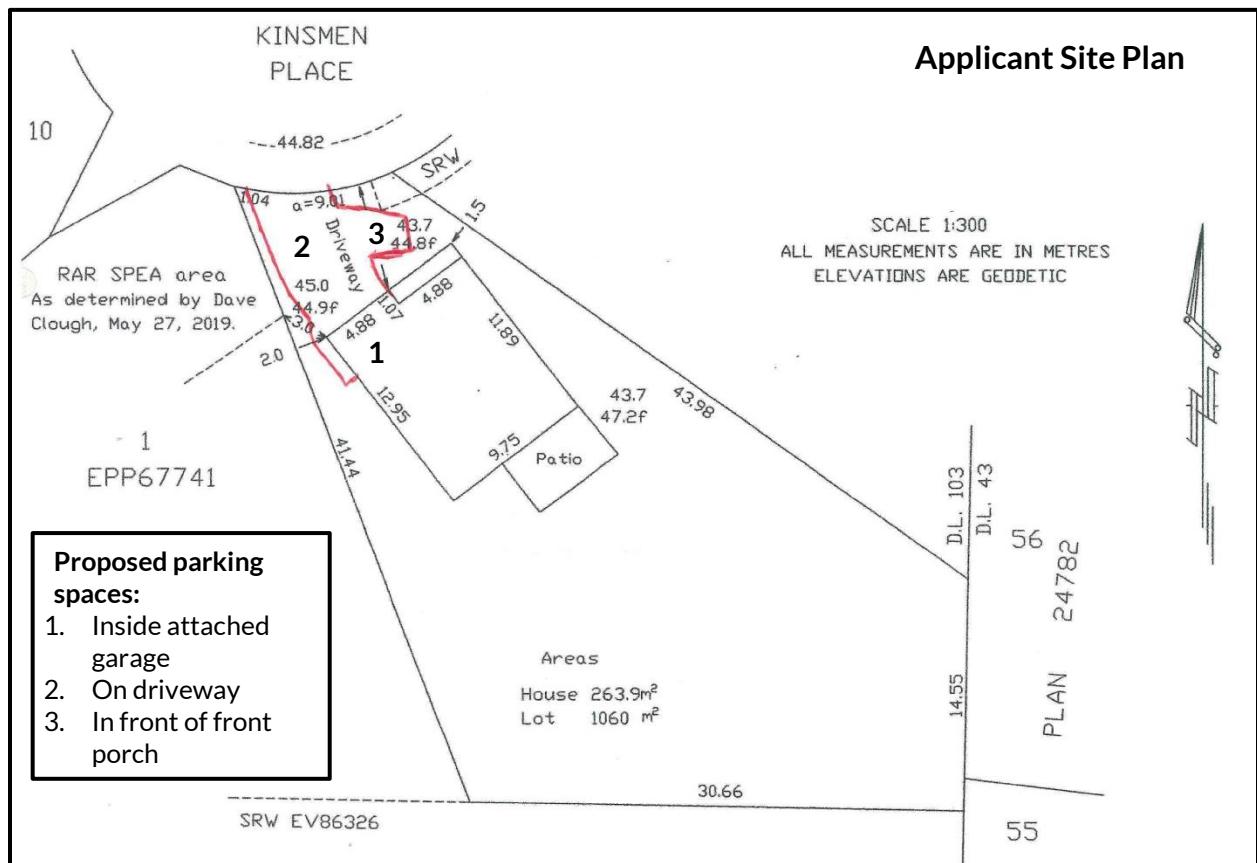 KINSMEN
PLACE
Applicant Site Plan
10
44.82
SRW
1.04
a=9.01
Driveway
2
3
43.7
44.8f
1.5
SCALE 1:300
ALL MEASUREMENTS ARE IN METRES
ELEVATIONS ARE GEODETIC
RAR SPEA area
As determined by Dave
Clough, May 27, 2019.
45.0
44.9f
3.0
2.0
4.88
1.07
4.88
1
11.89
12.95
43.7
47.2f
43.98
9.75
Patio
41.44
1
EPP67741
D.L. 103
D.L. 43
56
PLAN 24782
14.55
Proposed parking
spaces:
1. Inside attached
garage
2. On driveway
3. In front of front
porch
Areas
House 263.9m²
Lot 1060 m²
30.66
SRW EV86326
55